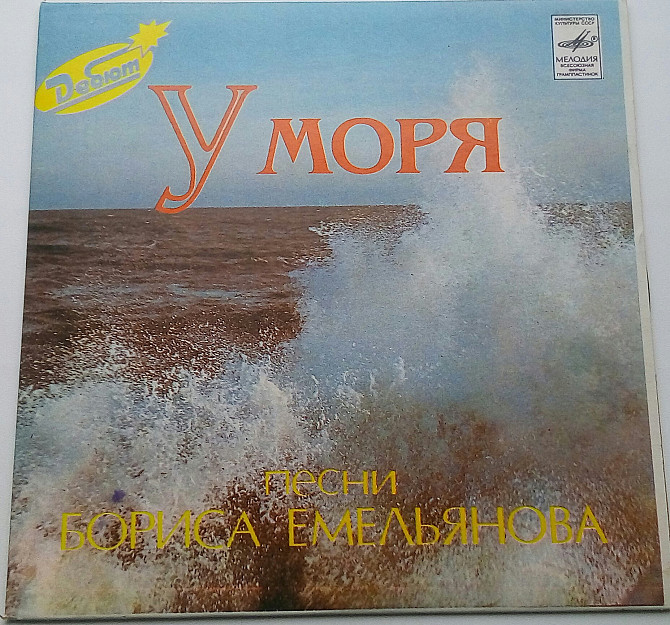 Дебют
МИНИСТЕРСТВО
КУЛЬТУРЫ СССР
®
МЕЛОДИЯ
ВСЕСОЮЗНАЯ
ФИРМА
ГРАМПЛАСТИНОК
У МОРЯ
песни
БОРИСА ЕМЕЛЬЯНОВА